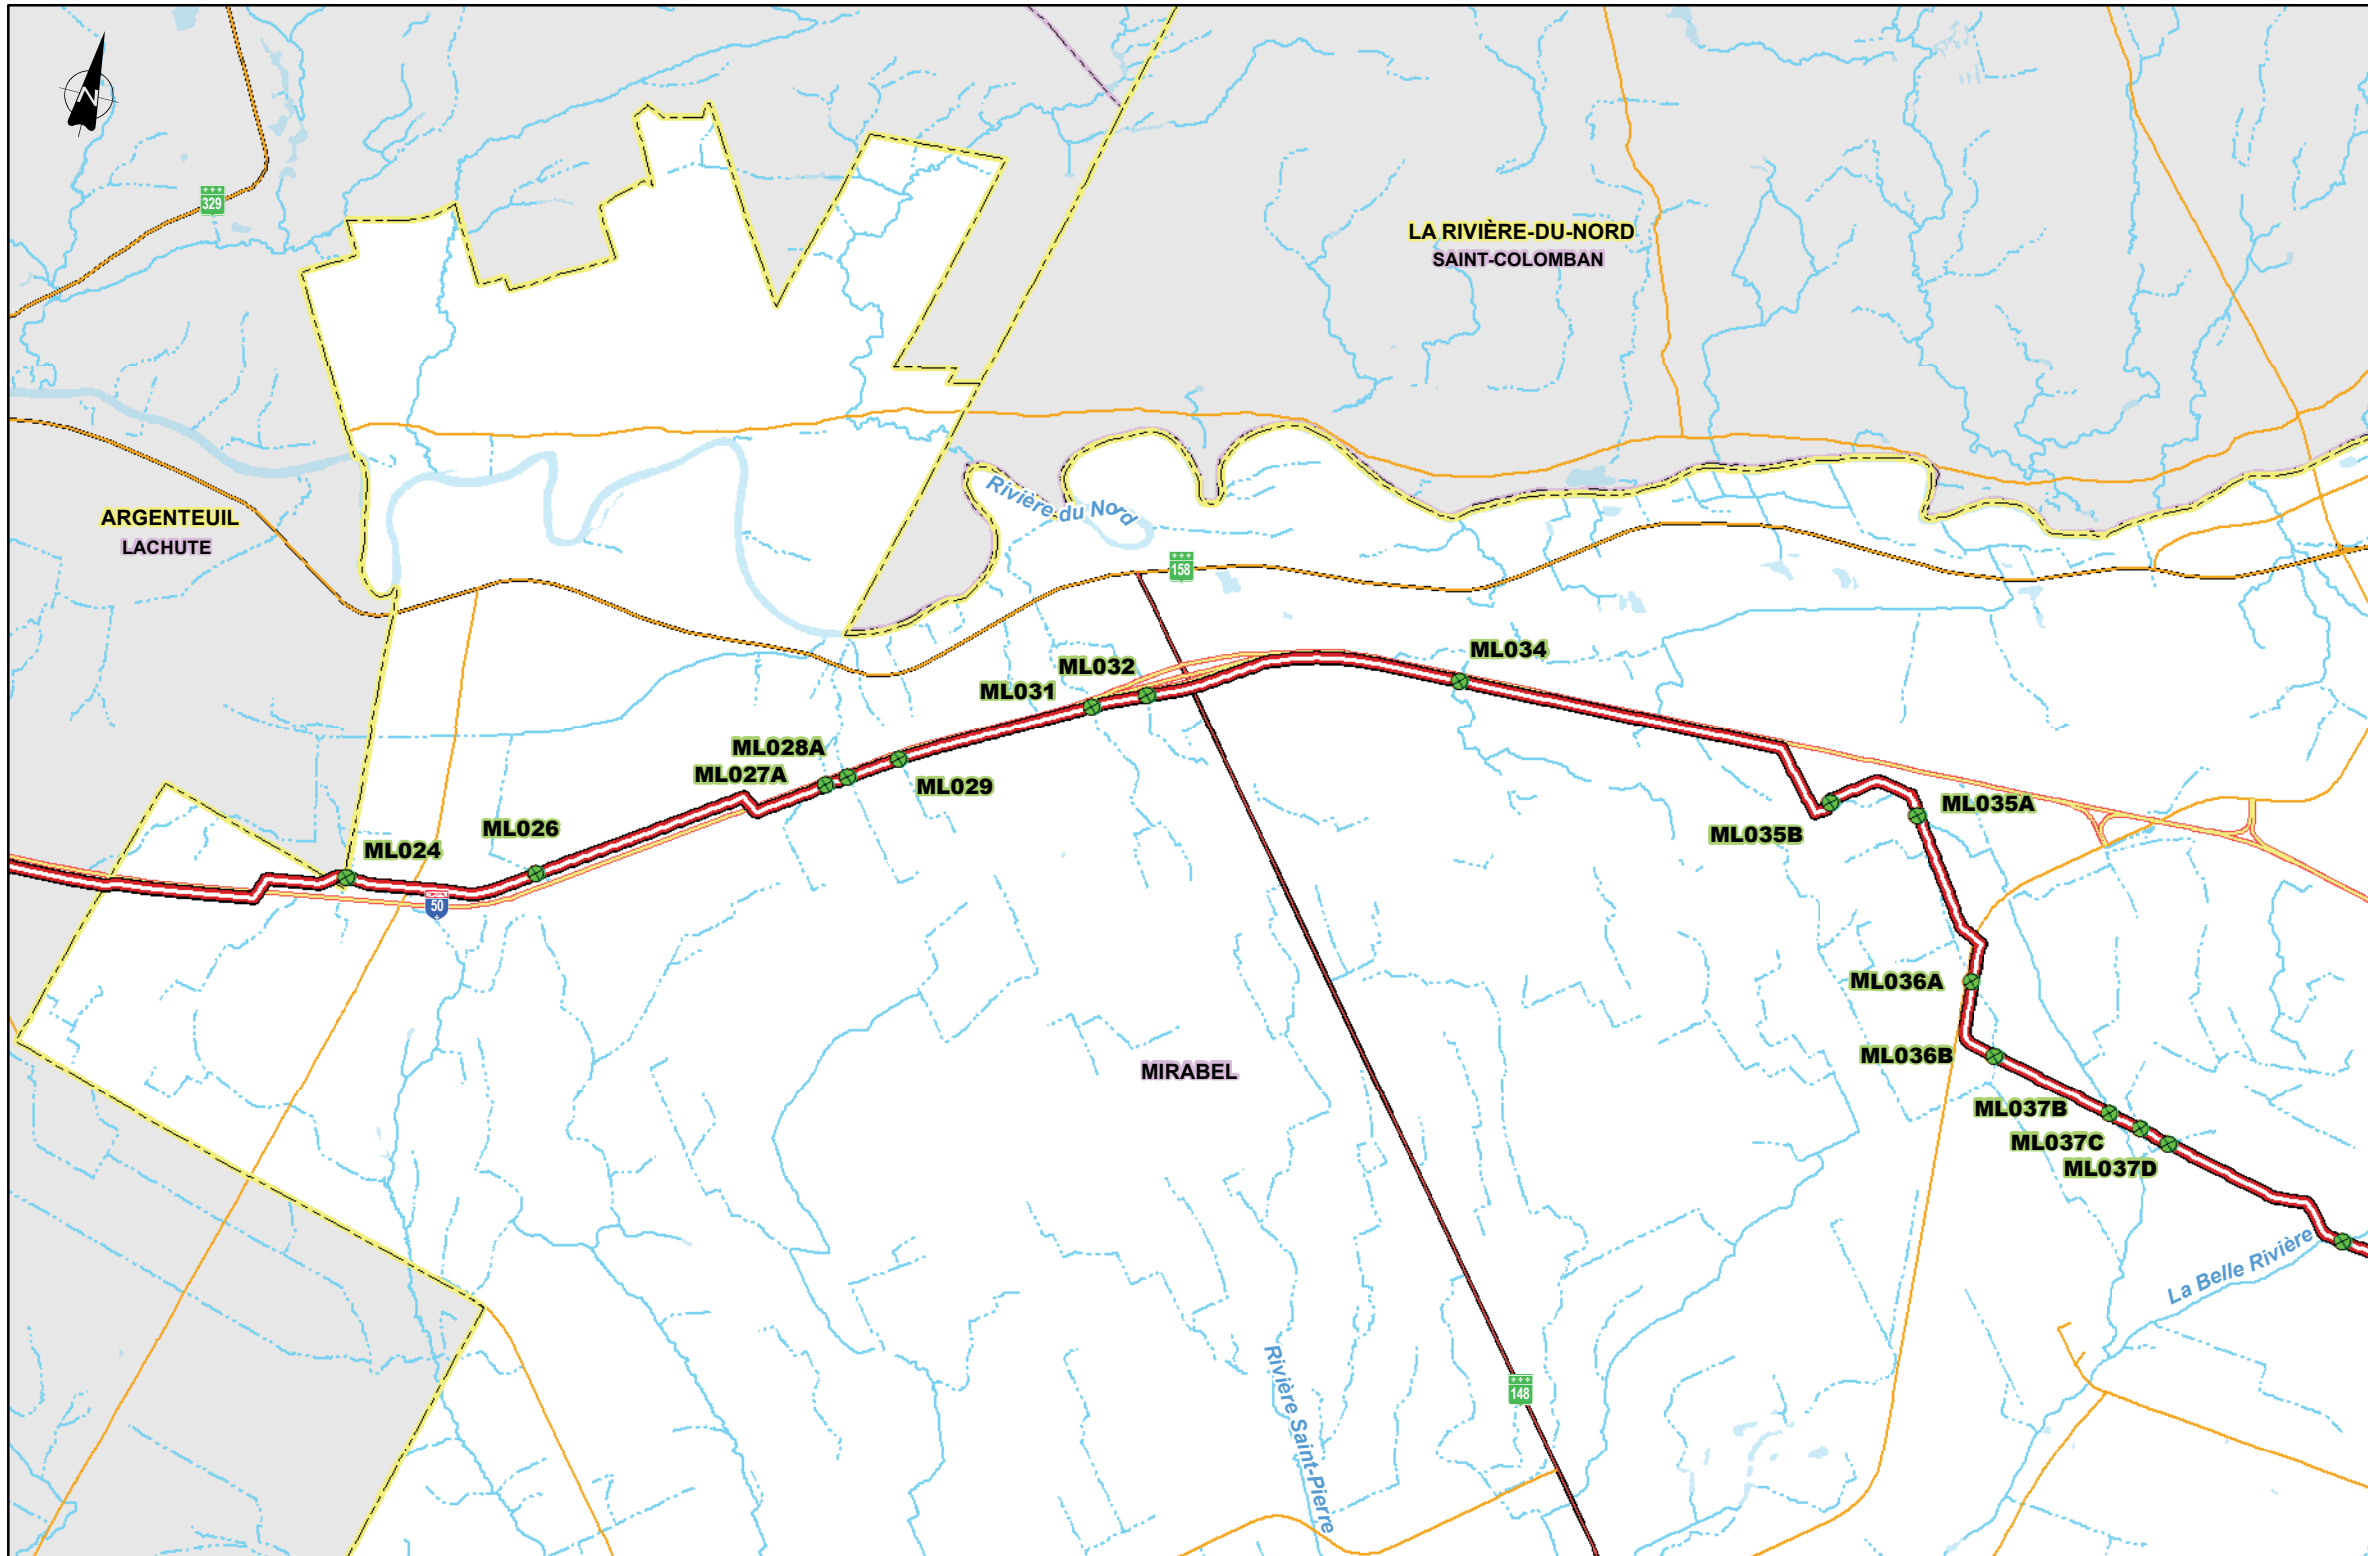 N
329
LA RIVIÈRE-DU-NORD
SAINT-COLOMBAN
Rivière du Nord
ARGENTEUIL
LACHUTE
158
ML034
ML032
ML031
ML028A
ML027A
ML029
ML035A
ML035B
ML026
ML024
50
ML036A
ML036B
MIRABEL
ML037B
ML037C
ML037D
La Belle Rivière
148
Rivière Saint-Pierre